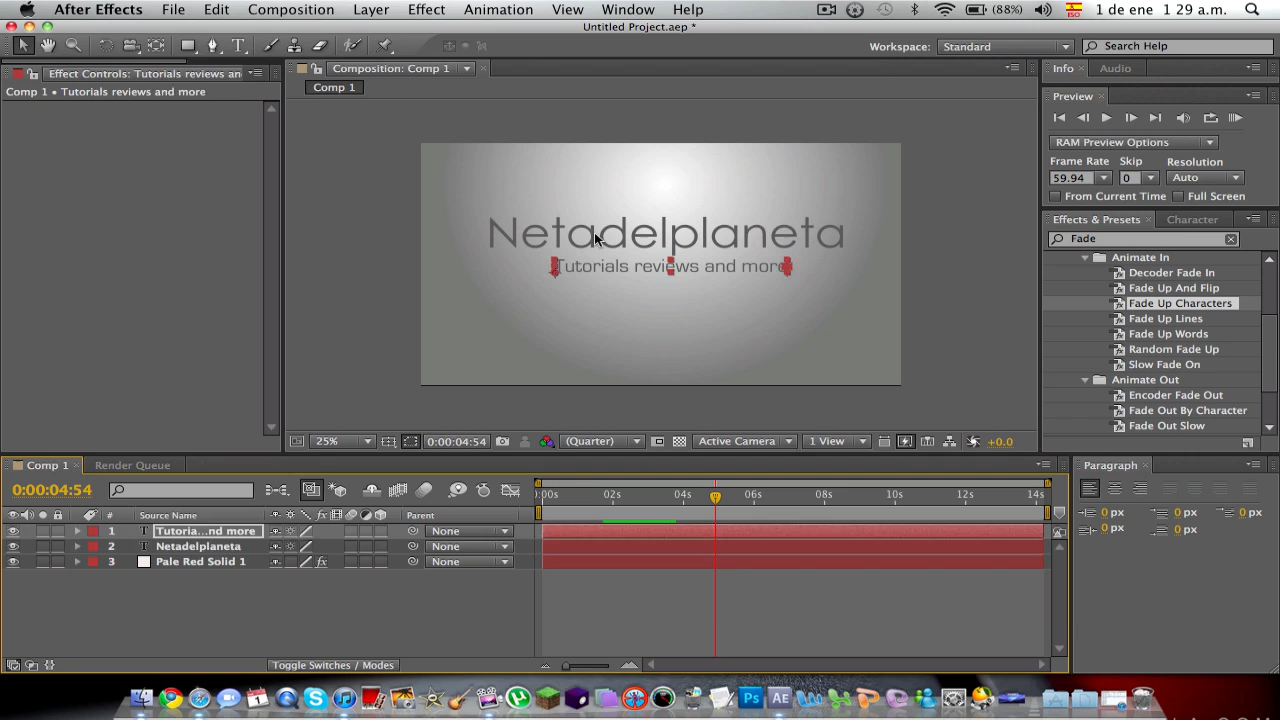 After Effects File Edit Composition Layer Effect Animation View Window Help (88%) 1 de ene 1 29 a.m.
Untitled Project.aep *
Workspace: Standard Search Help
Effect Controls: Tutorials reviews an
Composition: Comp 1
Info Audio
Comp 1 • Tutorials reviews and more
Comp 1
Preview
RAM Preview Options
Frame Rate Skip Resolution
59.94 0 Auto
From Current Time Full Screen
Effects & Presets Character
Fade
Animate In
Decoder Fade In
Fade Up And Flip
Fade Up Characters
Fade Up Lines
Fade Up Words
Random Fade Up
Slow Fade On
Animate Out
Encoder Fade Out
Fade Out By Character
Fade Out Slow
Netadelplaneta
Tutorials reviews and more
25% 0:00:04:54 (Quarter) Active Camera 1 View +0.0
Comp 1 Render Queue
Paragraph
0:00:04:54
0:00s 02s 04s 06s 08s 10s 12s 14s
# Source Name Parent
1 T Tutoria...nd more None
2 T Netadelplaneta None
3 Pale Red Solid 1 None
0 px 0 px 0 px
0 px 0 px
Toggle Switches / Modes
Ps AE